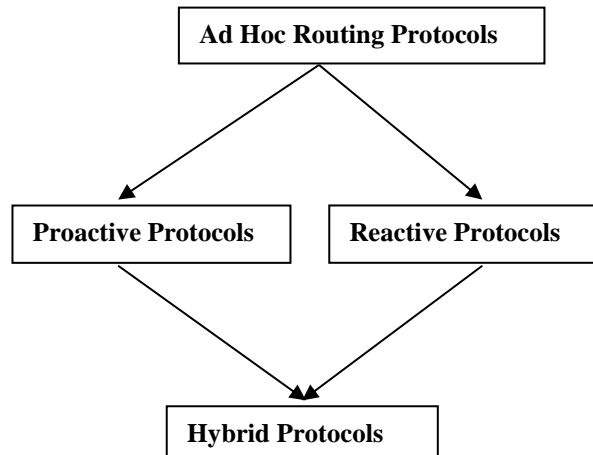 Ad Hoc Routing Protocols
Proactive Protocols
Reactive Protocols
Hybrid Protocols